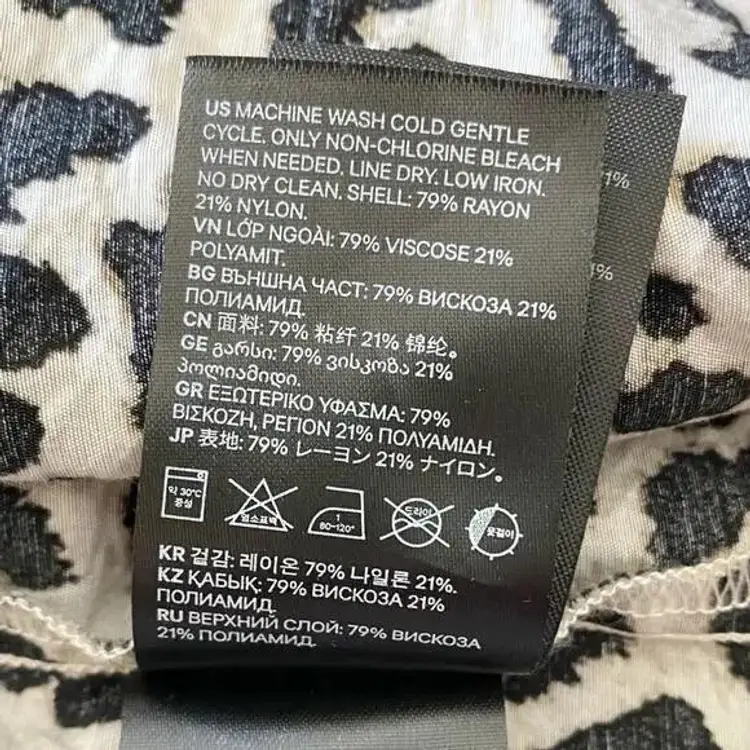 US MACHINE WASH COLD GENTLE
CYCLE. ONLY NON-CHLORINE BLEACH
WHEN NEEDED. LINE DRY. LOW IRON.
NO DRY CLEAN. SHELL: 79% RAYON
21% NYLON.
VN LỚP NGOÀI: 79% VISCOSE 21%
POLYAMIT.
BG ВЪНШНА ЧАСТ: 79% ВИСКОЗА 21%
ПОЛИАМИД.
CN 面料: 79% 粘纤 21% 锦纶。
GE გარსი: 79% ვისკოზა 21%
პოლიამიდი.
GR ΕΞΩΤΕΡΙΚΟ ΥΦΑΣΜΑ: 79%
ΒΙΣΚΟΖΗ, ΡΕΓΙΟΝ 21% ΠΟΛΥΑΜΙΔΗ.
JP 表地: 79% レーヨン 21% ナイロン。
약 30°C
중성
염소표백
1
80-120°
드라이
옷걸이
KR 겉감: 레이온 79% 나일론 21%.
KZ ҚАБЫҚ: 79% ВИСКОЗА 21%
ПОЛИАМИД.
RU ВЕРХНИЙ СЛОЙ: 79% ВИСКОЗА
21% ПОЛИАМИД.
1%
1%